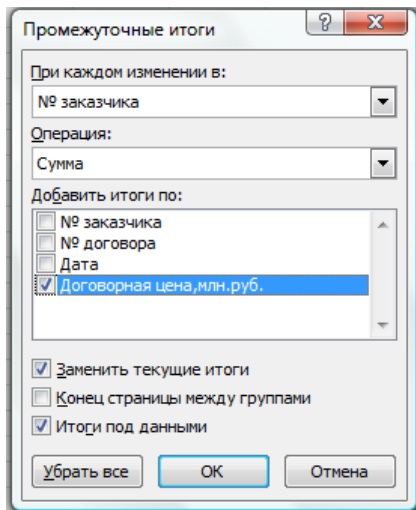 Промежуточные итоги
При каждом изменении в:
№ заказчика
Операция:
Сумма
Добавить итоги по:
№ заказчика
№ договора
Дата
Договорная цена,млн.руб.
Заменить текущие итоги
Конец страницы между группами
Итоги под данными
Убрать все ОК Отмена